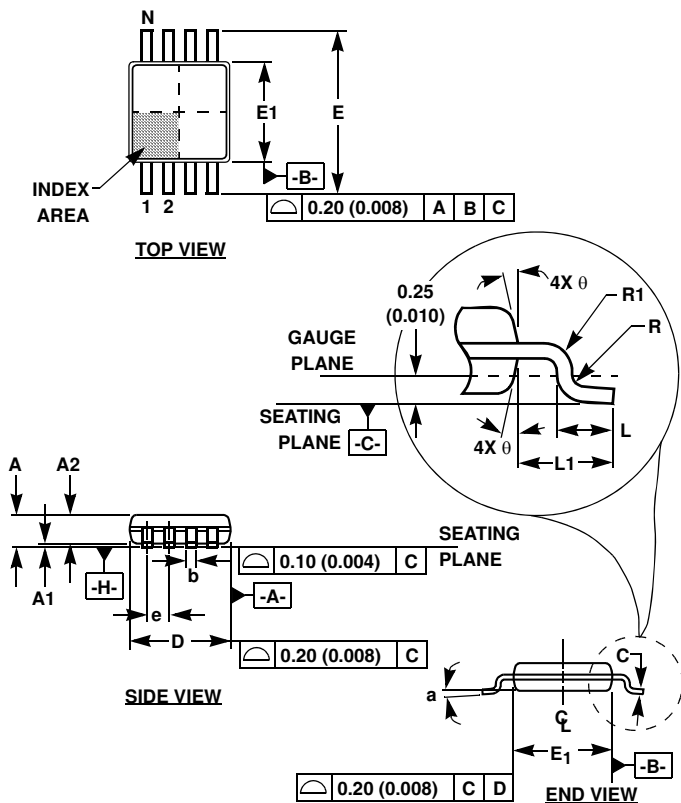 N
E1
E
-B-
INDEX
AREA
1 2
0.20 (0.008) A B C
TOP VIEW
4X θ
0.25
(0.010)
R1
R
GAUGE
PLANE
SEATING
PLANE
-C-
4X θ
L
L1
A A2
SEATING
PLANE
0.10 (0.004) C
A1
-H-
b
-A-
e
D
0.20 (0.008) C
SIDE VIEW
C
a
CL
E1
-B-
0.20 (0.008) C D
END VIEW